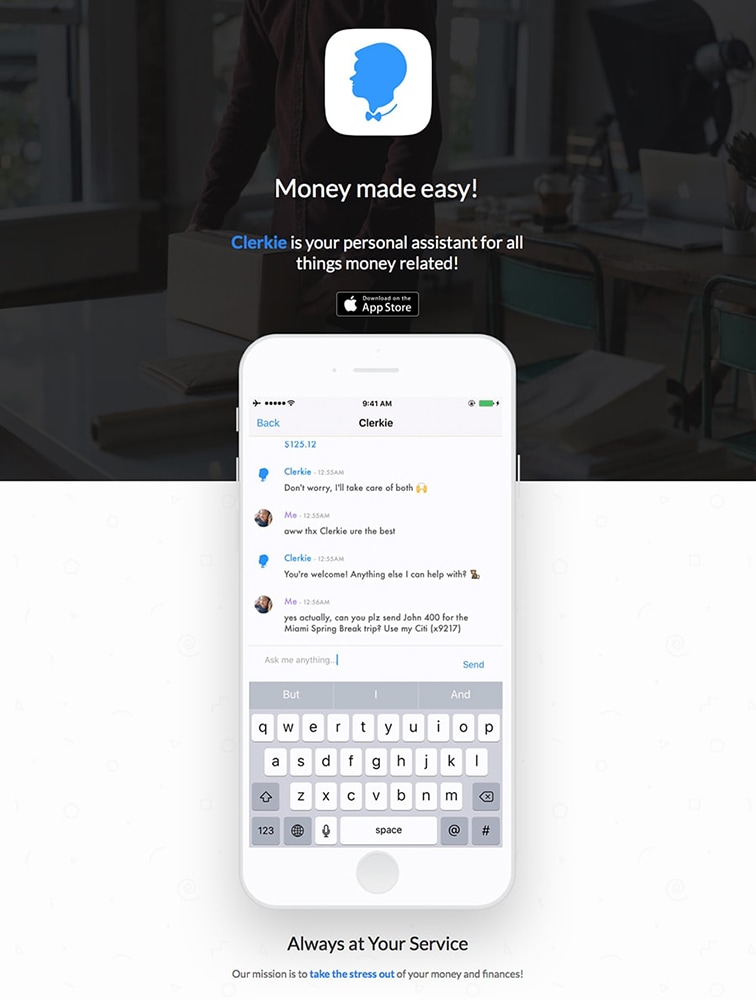 Money made easy!
Clerkie is your personal assistant for all
things money related!
Download on the
App Store
9:41 AM
Back
Clerkie
$125.12
Clerkie - 12:55AM
Don't worry, I'll take care of both 🙌
Me - 12:55AM
aww thx Clerkie ure the best
Clerkie - 12:55AM
You're welcome! Anything else I can help with?
Me - 12:56AM
yes actually, can you plz send John 400 for the
Miami Spring Break trip? Use my Citi (x9217)
Ask me anything...
Send
But I And
q w e r t y u i o p
a s d f g h j k l
z x c v b n m
123 space @ #
Always at Your Service
Our mission is to take the stress out of your money and finances!